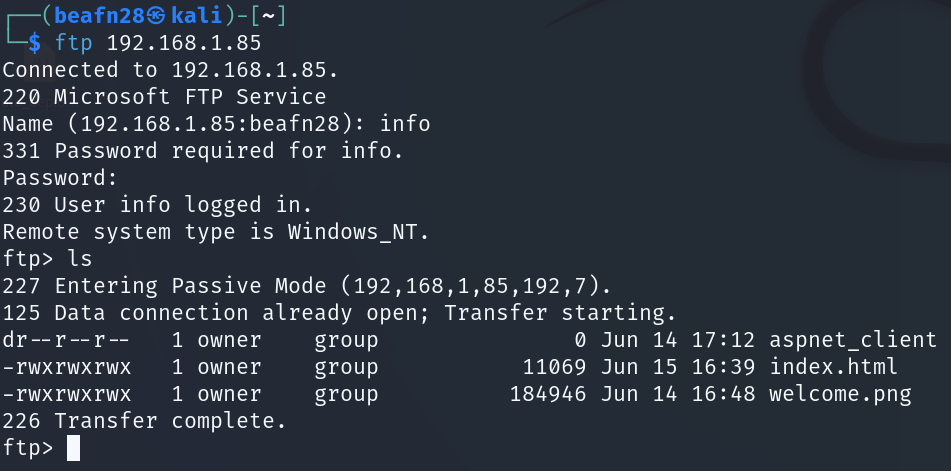 ┌──(beafn28㉿kali)-[~]
└─$ ftp 192.168.1.85
Connected to 192.168.1.85.
220 Microsoft FTP Service
Name (192.168.1.85:beafn28): info
331 Password required for info.
Password:
230 User info logged in.
Remote system type is Windows_NT.
ftp> ls
227 Entering Passive Mode (192,168,1,85,192,7).
125 Data connection already open; Transfer starting.
dr--r--r--   1 owner    group               0 Jun 14 17:12 aspnet_client
-rwxrwxrwx   1 owner    group           11069 Jun 15 16:39 index.html
-rwxrwxrwx   1 owner    group          184946 Jun 14 16:48 welcome.png
226 Transfer complete.
ftp>